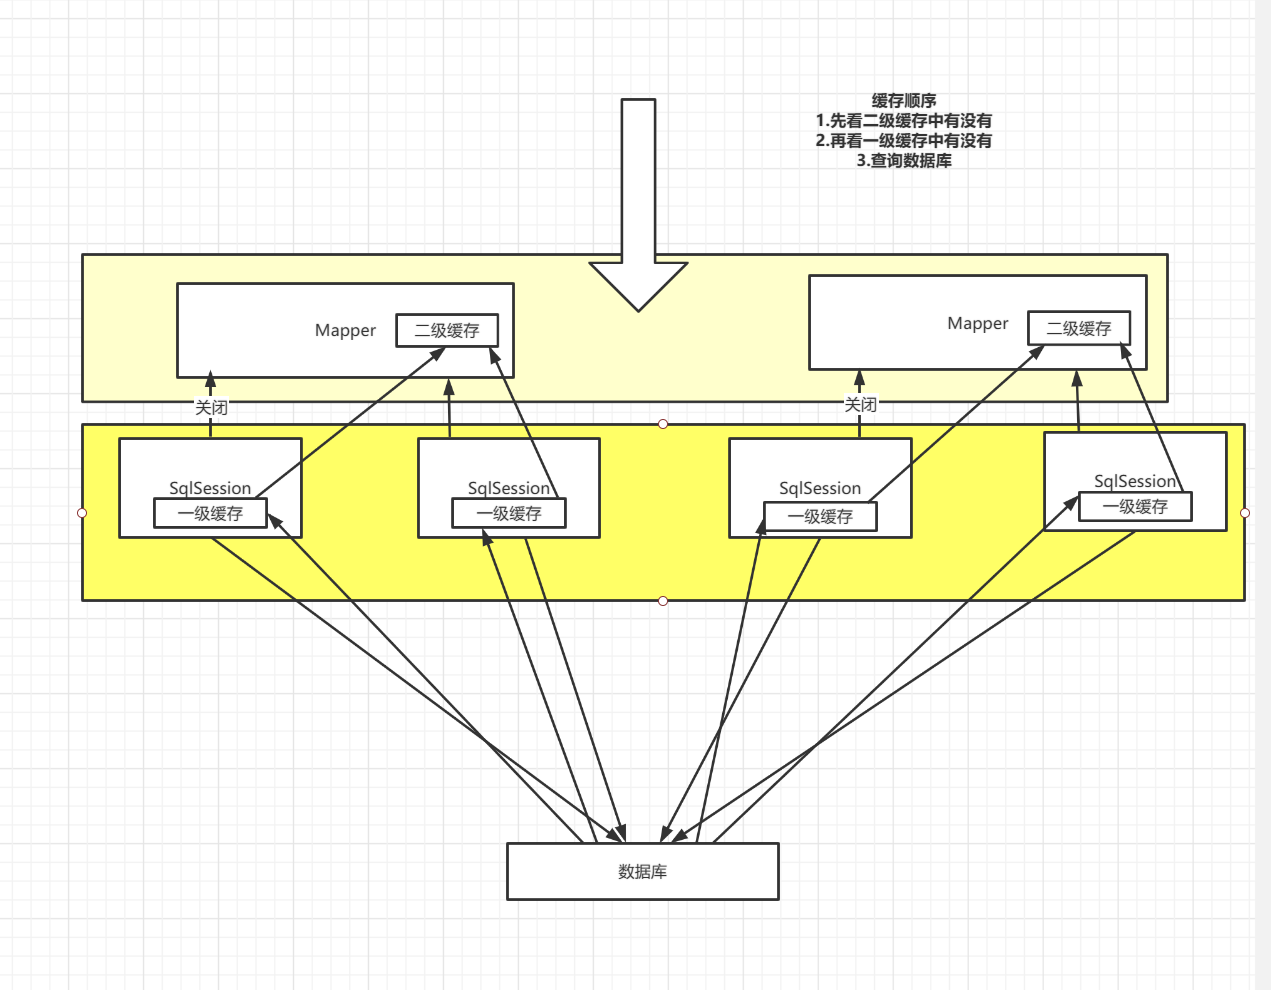 缓存顺序
1.先看二级缓存中有没有
2.再看一级缓存中有没有
3.查询数据库
Mapper
二级缓存
Mapper
二级缓存
关闭
关闭
SqlSession
一级缓存
SqlSession
一级缓存
SqlSession
一级缓存
SqlSession
一级缓存
数据库